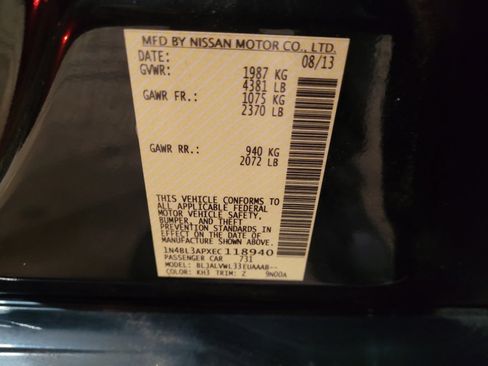 MFD BY NISSAN MOTOR CO., LTD.
DATE: 08/13
GVWR: 1987 KG
4381 LB
GAWR FR.: 1075 KG
2370 LB
GAWR RR.: 940 KG
2072 LB
THIS VEHICLE CONFORMS TO
ALL APPLICABLE FEDERAL
MOTOR VEHICLE SAFETY,
BUMPER, AND THEFT
PREVENTION STANDARDS
IN EFFECT ON THE DATE OF
MANUFACTURE SHOWN ABOVE.
1N4BL3APXEC118940
PASSENGER CAR 731
MODEL: BLJALVWL33EUAAAB--
COLOR: KH3 TRIM: Z 9N00A